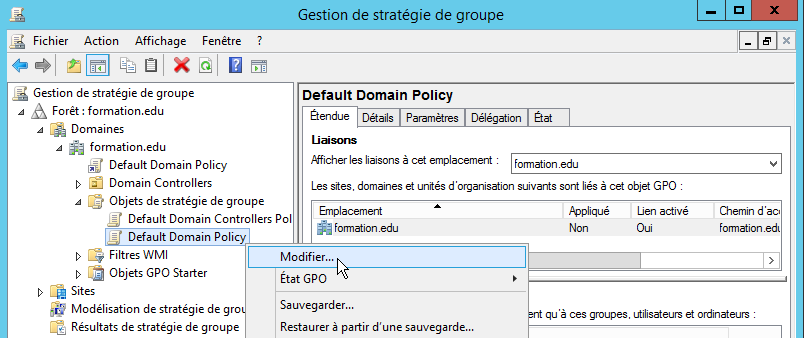 Gestion de stratégie de groupe
Fichier Action Affichage Fenêtre ?
Gestion de stratégie de groupe
Forêt : formation.edu
Domaines
formation.edu
Default Domain Policy
Domain Controllers
Objets de stratégie de groupe
Default Domain Controllers Pol
Default Domain Policy
Filtres WMI
Objets GPO Starter
Sites
Modélisation de stratégie de grou
Résultats de stratégie de groupe
Default Domain Policy
Étendue Détails Paramètres Délégation État
Liaisons
Afficher les liaisons à cet emplacement : formation.edu
Les sites, domaines et unités d'organisation suivants sont liés à cet objet GPO :
Emplacement Appliqué Lien activé Chemin d'acc
formation.edu Non Oui formation.edu
ent qu'à ces groupes, utilisateurs et ordinateurs :
Modifier...
État GPO
Sauvegarder...
Restaurer à partir d'une sauvegarde...